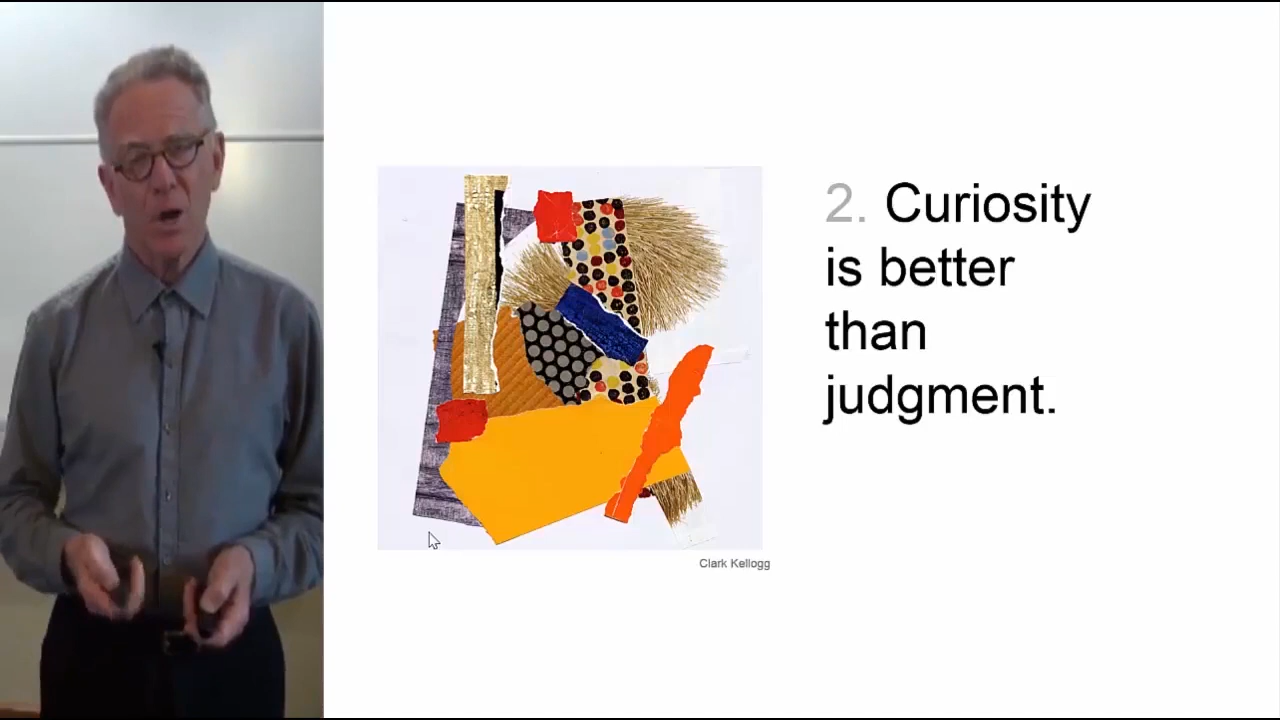 2. Curiosity
is better
than
judgment.
Clark Kellogg